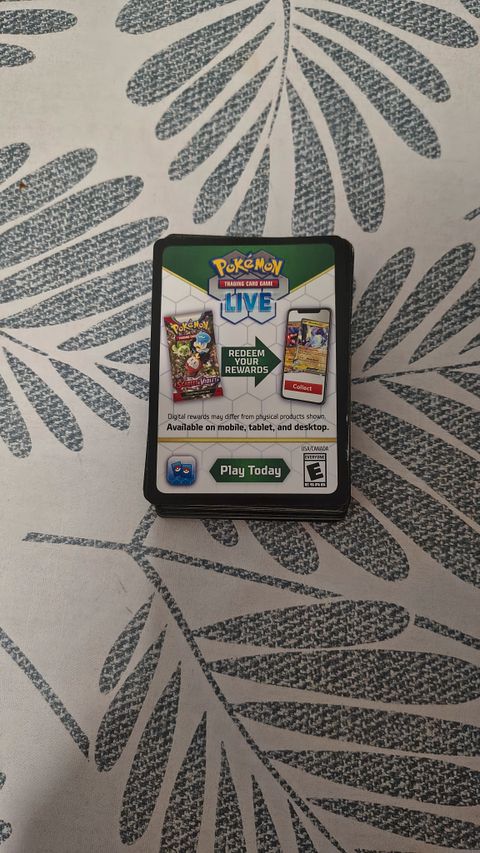 POKéMON
TRADING CARD GAME
LIVE
POKéMON
REDEEM
YOUR
REWARDS
Collect
Digital rewards may differ from physical products shown.
Available on mobile, tablet, and desktop.
USA/CANADA
Play Today
EVERYONE
E
ESRB